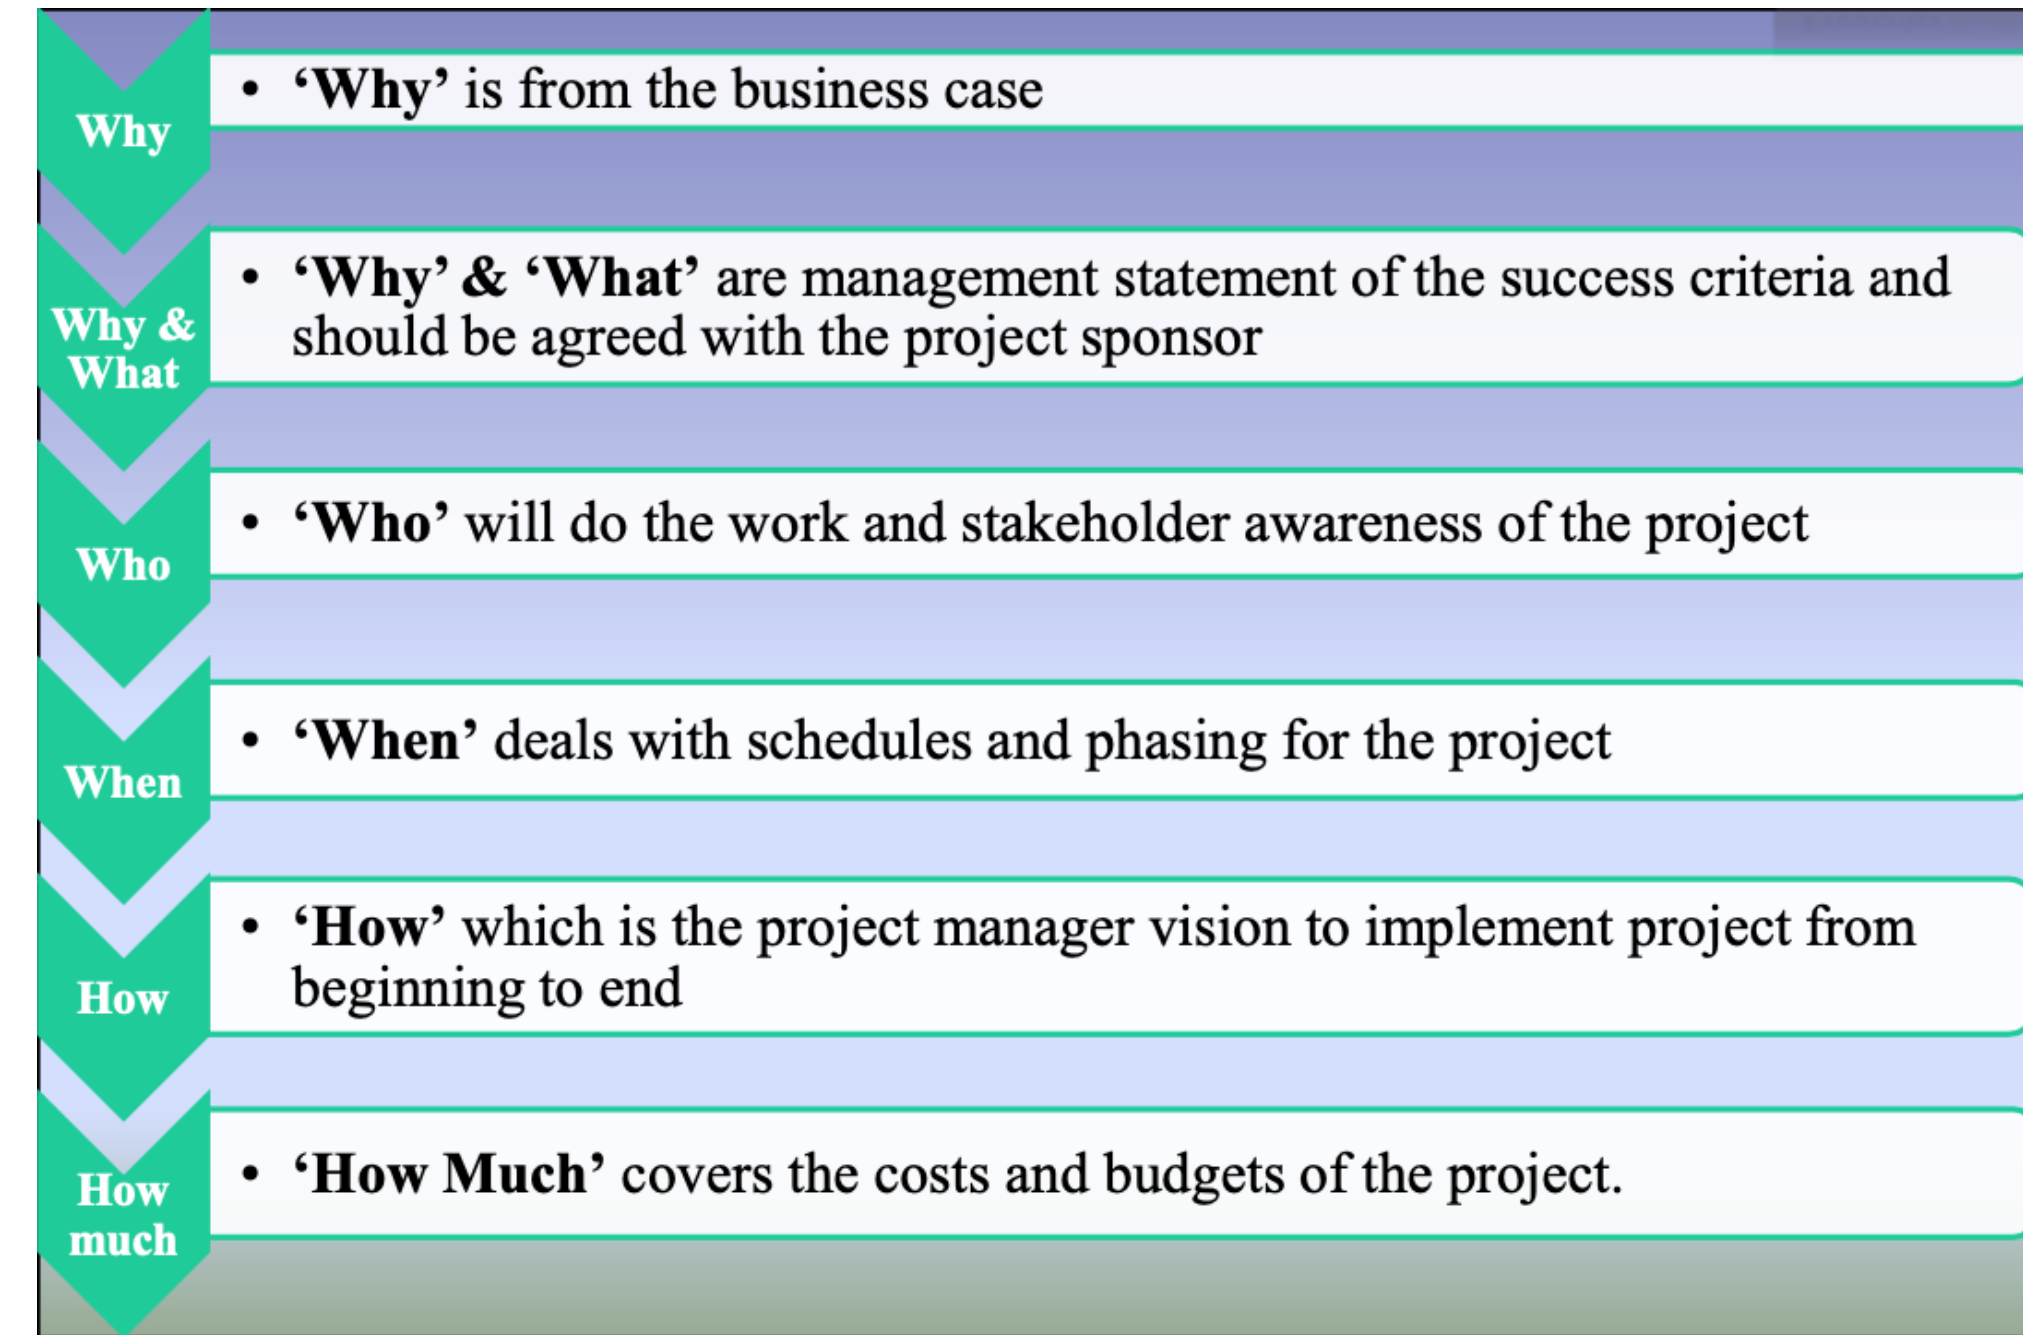 Why
• ‘Why’ is from the business case
Why &
What
• ‘Why’ & ‘What’ are management statement of the success criteria and
should be agreed with the project sponsor
Who
• ‘Who’ will do the work and stakeholder awareness of the project
When
• ‘When’ deals with schedules and phasing for the project
How
• ‘How’ which is the project manager vision to implement project from
beginning to end
How
much
• ‘How Much’ covers the costs and budgets of the project.